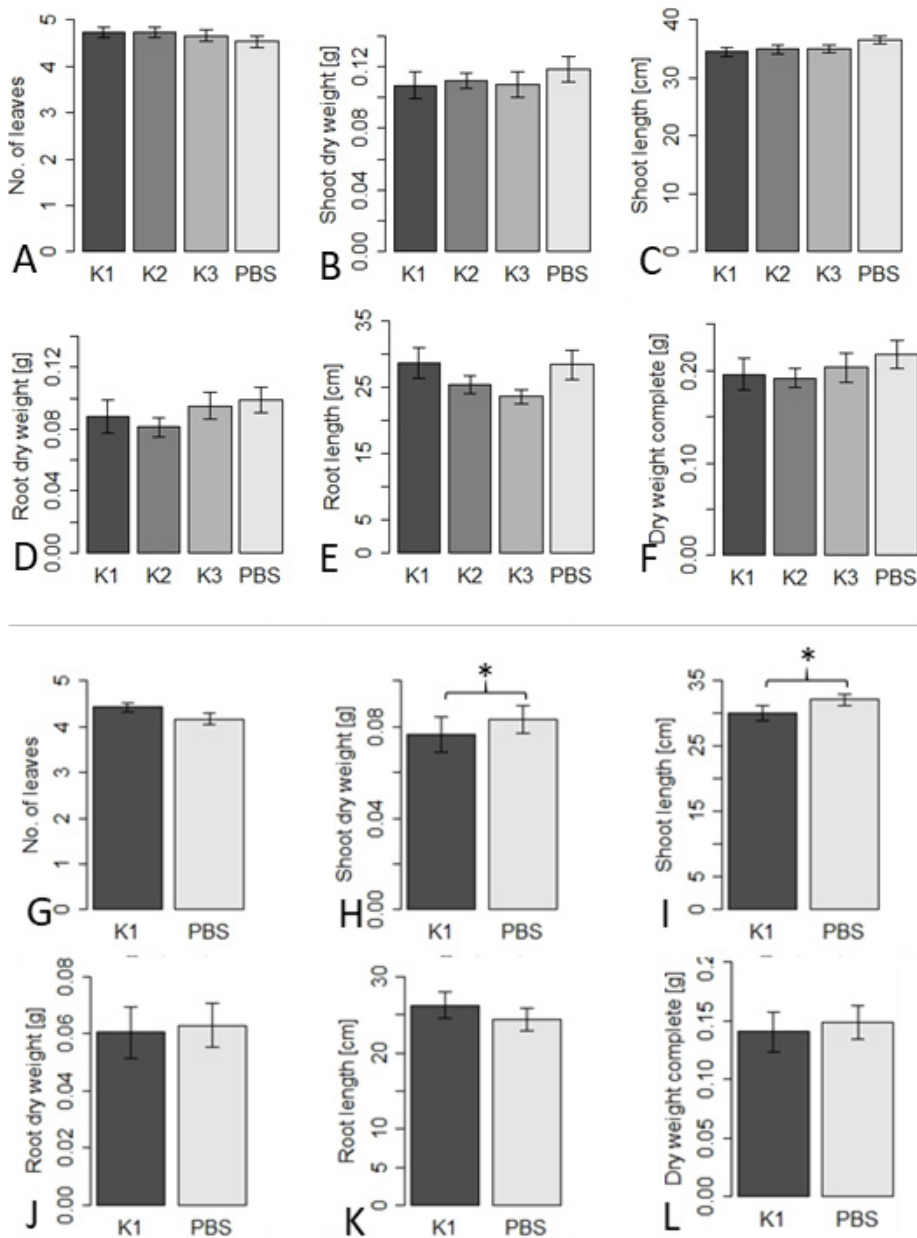 No. of leaves
5
4
3
2
1
0
K1 K2 K3 PBS
A
Shoot dry weight [g]
0.12
0.08
0.04
0.00
K1 K2 K3 PBS
B
Shoot length [cm]
40
30
20
10
0
K1 K2 K3 PBS
C
Root dry weight [g]
0.12
0.08
0.04
0.00
K1 K2 K3 PBS
D
Root length [cm]
35
25
15
5
0
K1 K2 K3 PBS
E
Dry weight complete [g]
0.20
0.10
0.00
K1 K2 K3 PBS
F
No. of leaves
5
4
3
2
1
0
K1 PBS
G
*
Shoot dry weight [g]
0.08
0.04
0.00
K1 PBS
H
*
Shoot length [cm]
35
25
15
5
0
K1 PBS
I
Root dry weight [g]
0.08
0.06
0.04
0.02
0.00
K1 PBS
J
Root length [cm]
30
20
10
5
0
K1 PBS
K
Dry weight complete [g]
0.2
0.15
0.10
0.05
0.00
K1 PBS
L